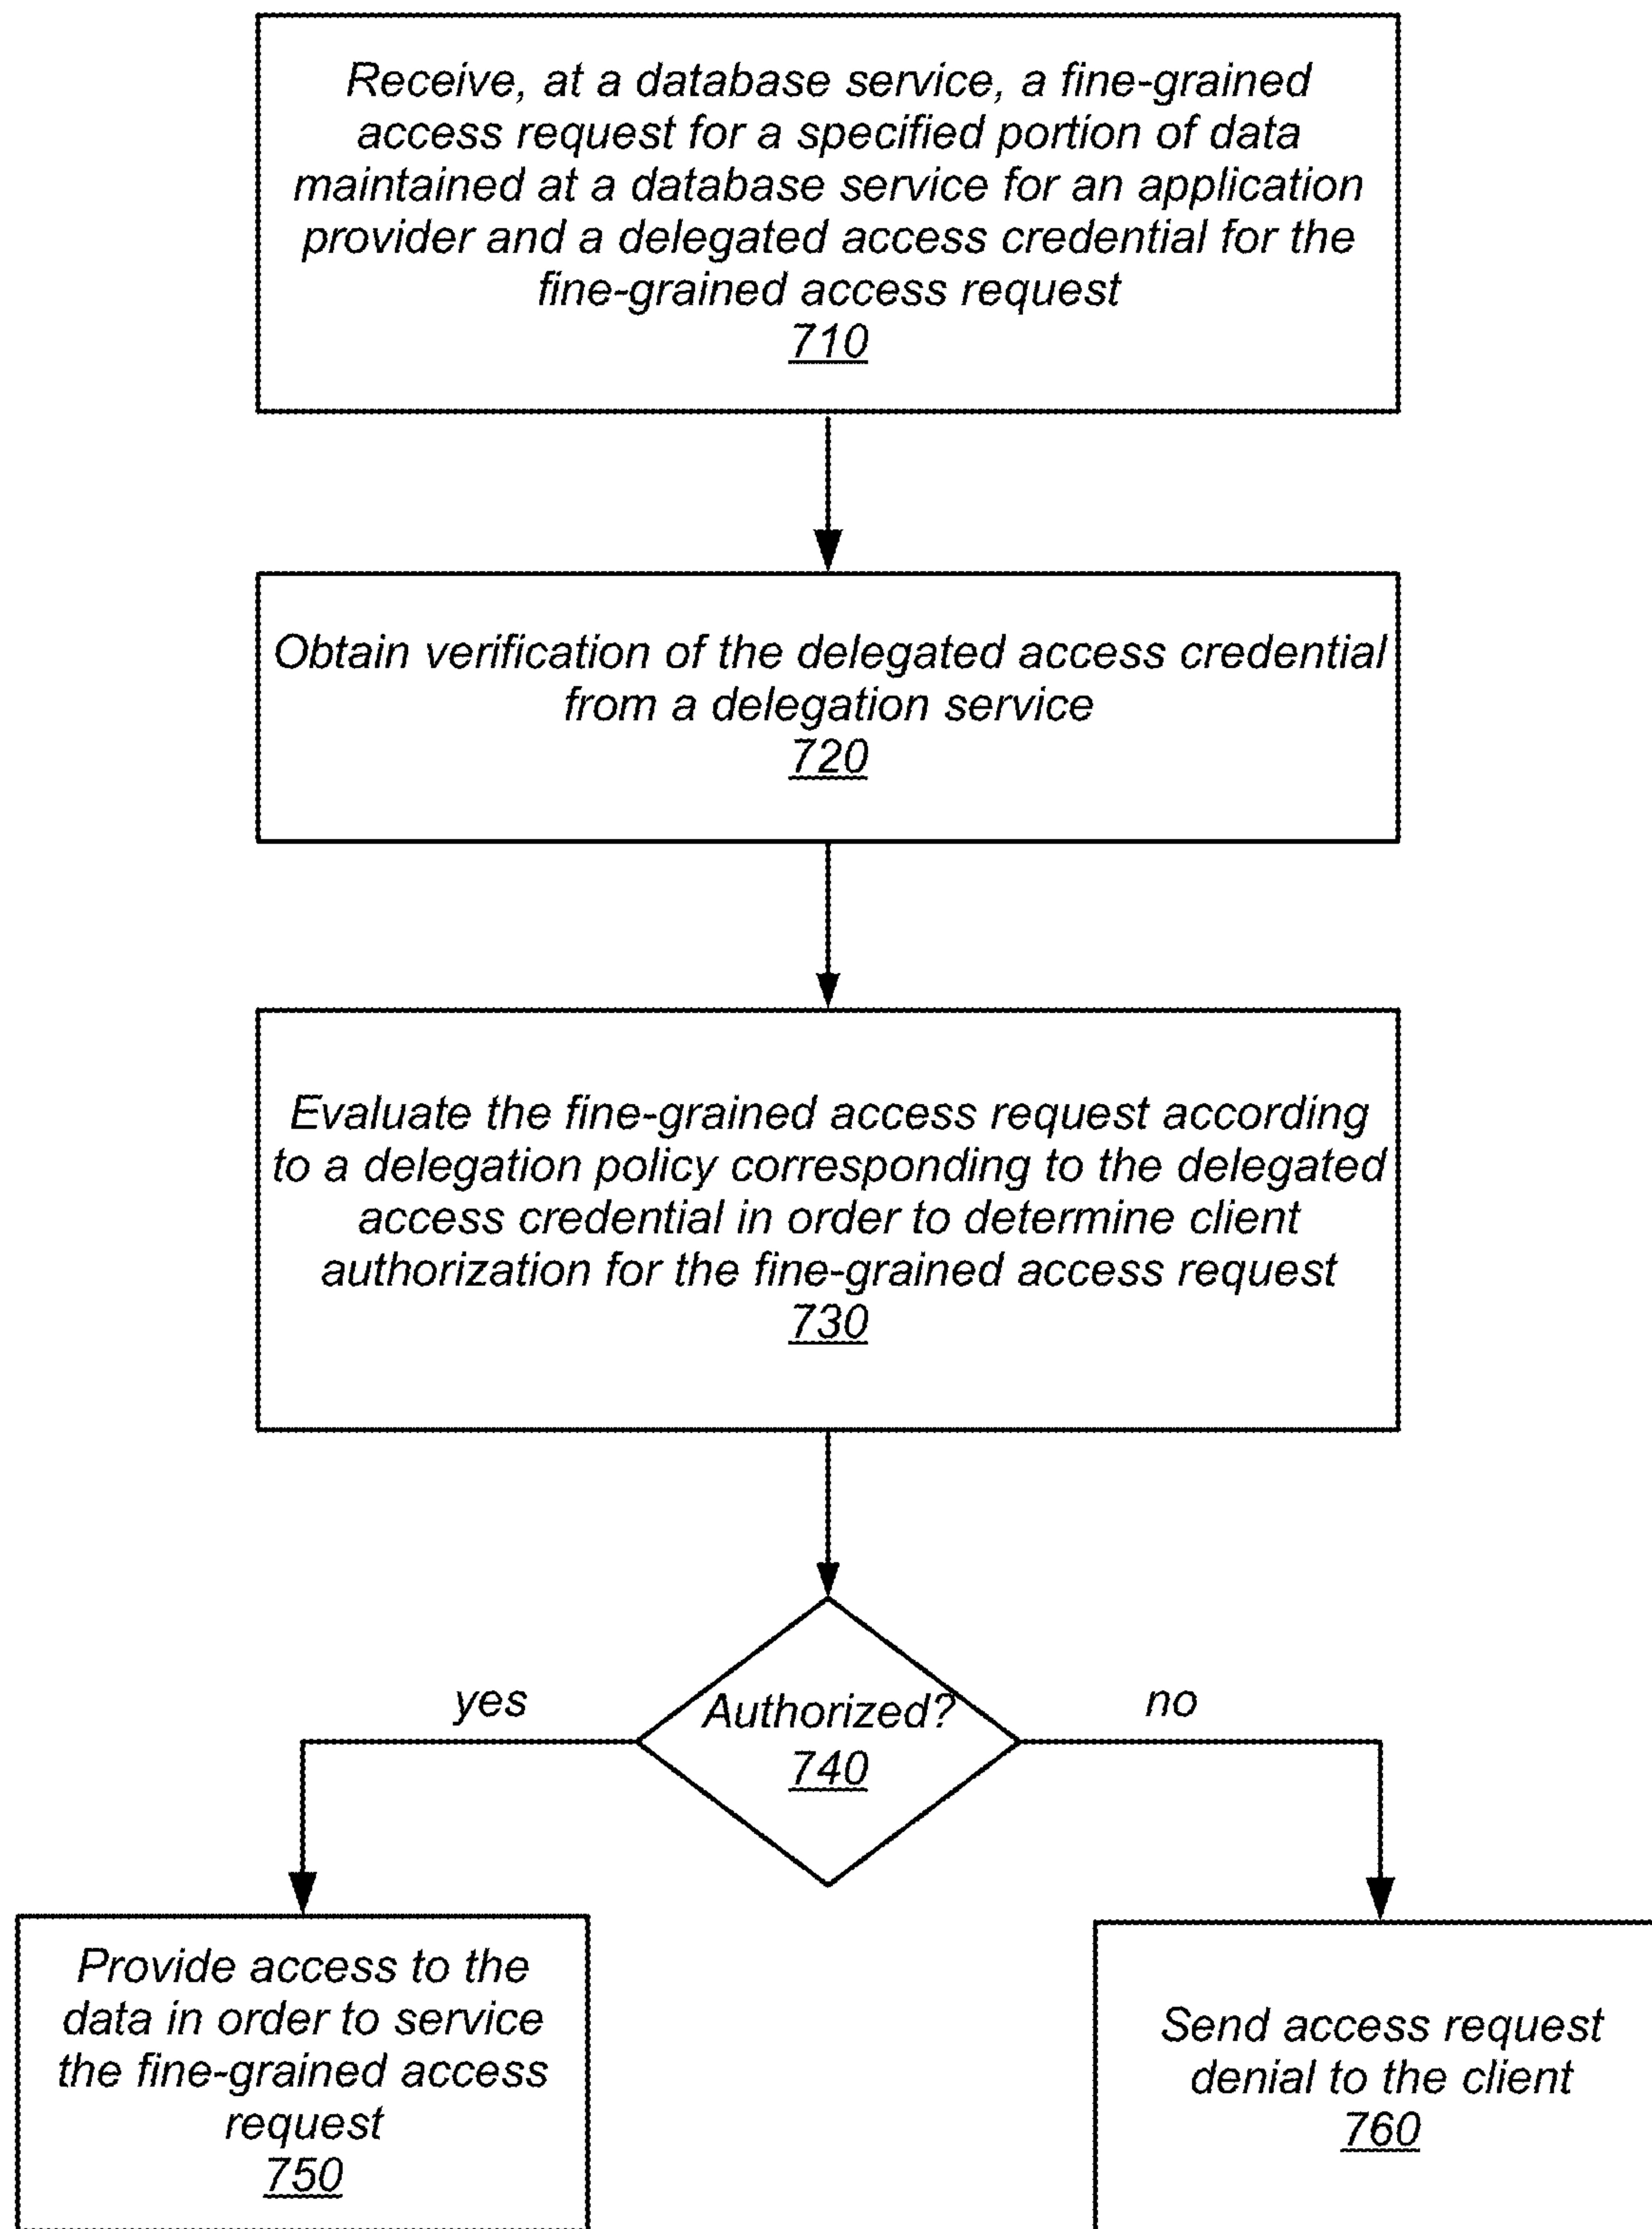 Receive, at a database service, a fine-grained
access request for a specified portion of data
maintained at a database service for an application
provider and a delegated access credential for the
fine-grained access request
710
Obtain verification of the delegated access credential
from a delegation service
720
Evaluate the fine-grained access request according
to a delegation policy corresponding to the delegated
access credential in order to determine client
authorization for the fine-grained access request
730
yes
Authorized?
no
740
Provide access to the
data in order to service
the fine-grained access
request
750
Send access request
denial to the client
760